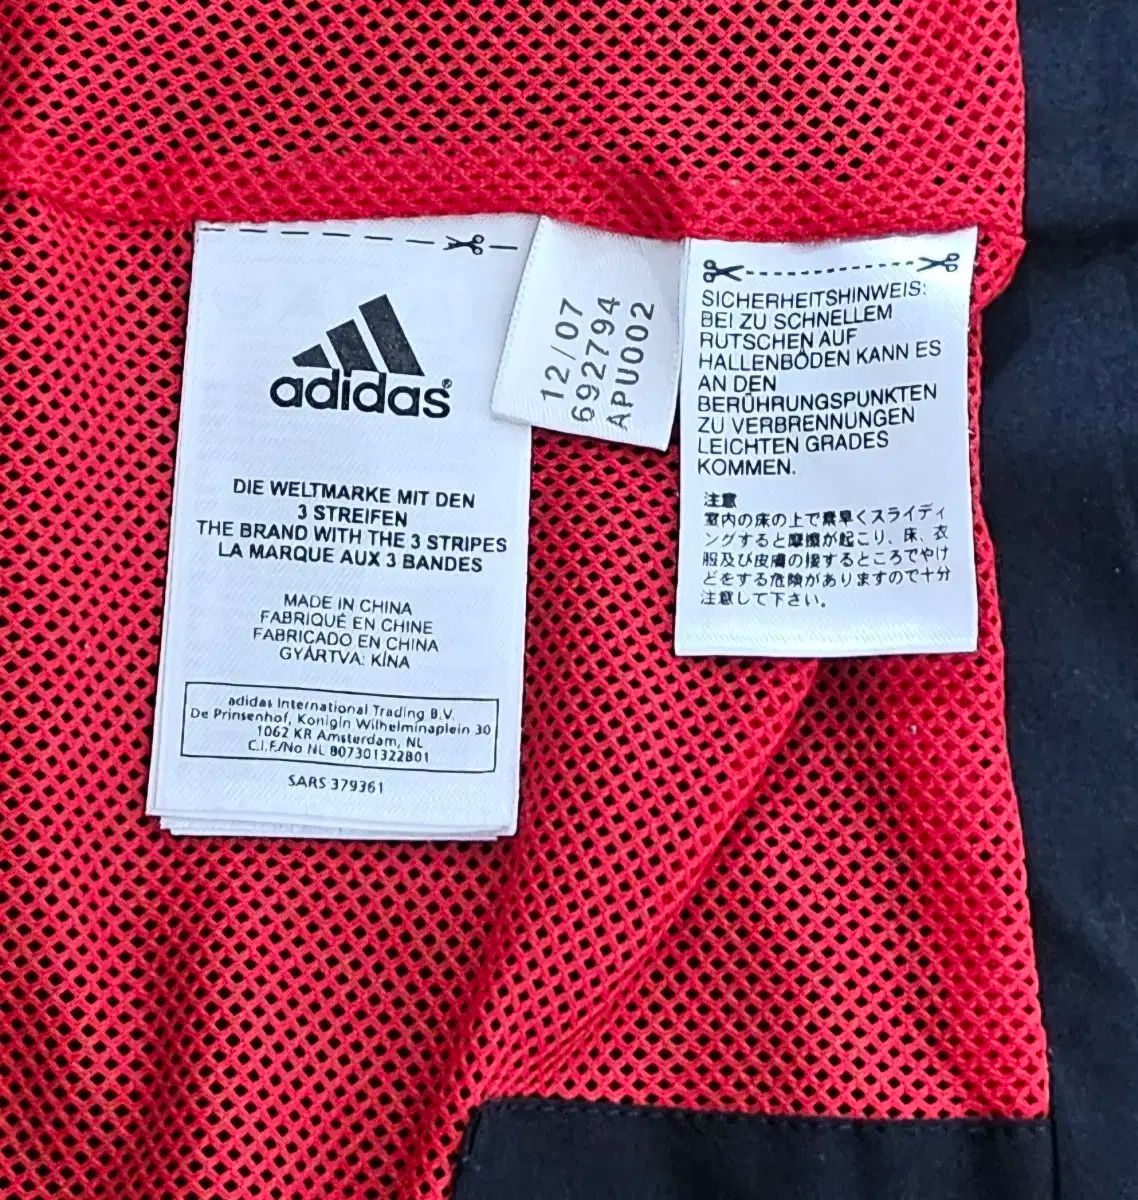 adidas®
DIE WELTMARKE MIT DEN
3 STREIFEN
THE BRAND WITH THE 3 STRIPES
LA MARQUE AUX 3 BANDES
MADE IN CHINA
FABRIQUÉ EN CHINE
FABRICADO EN CHINA
GYÁRTVA: KÍNA
adidas International Trading B.V.
De Prinsenhof, Konigin Wilhelminaplein 30
1062 KR Amsterdam, NL
C.I.F./No NL 807301322B01
SARS 379361
12/07
692794
APU002
SICHERHEITSHINWEIS:
BEI ZU SCHNELLEM
RUTSCHEN AUF
HALLENBÖDEN KANN ES
AN DEN
BERÜHRUNGSPUNKTEN
ZU VERBRENNUNGEN
LEICHTEN GRADES
KOMMEN.
注意
室内の床の上で素早くスライディ
ングすると摩擦が起こり、床、衣
服及び皮膚の接するところでやけ
どをする危険がありますので十分
注意して下さい。